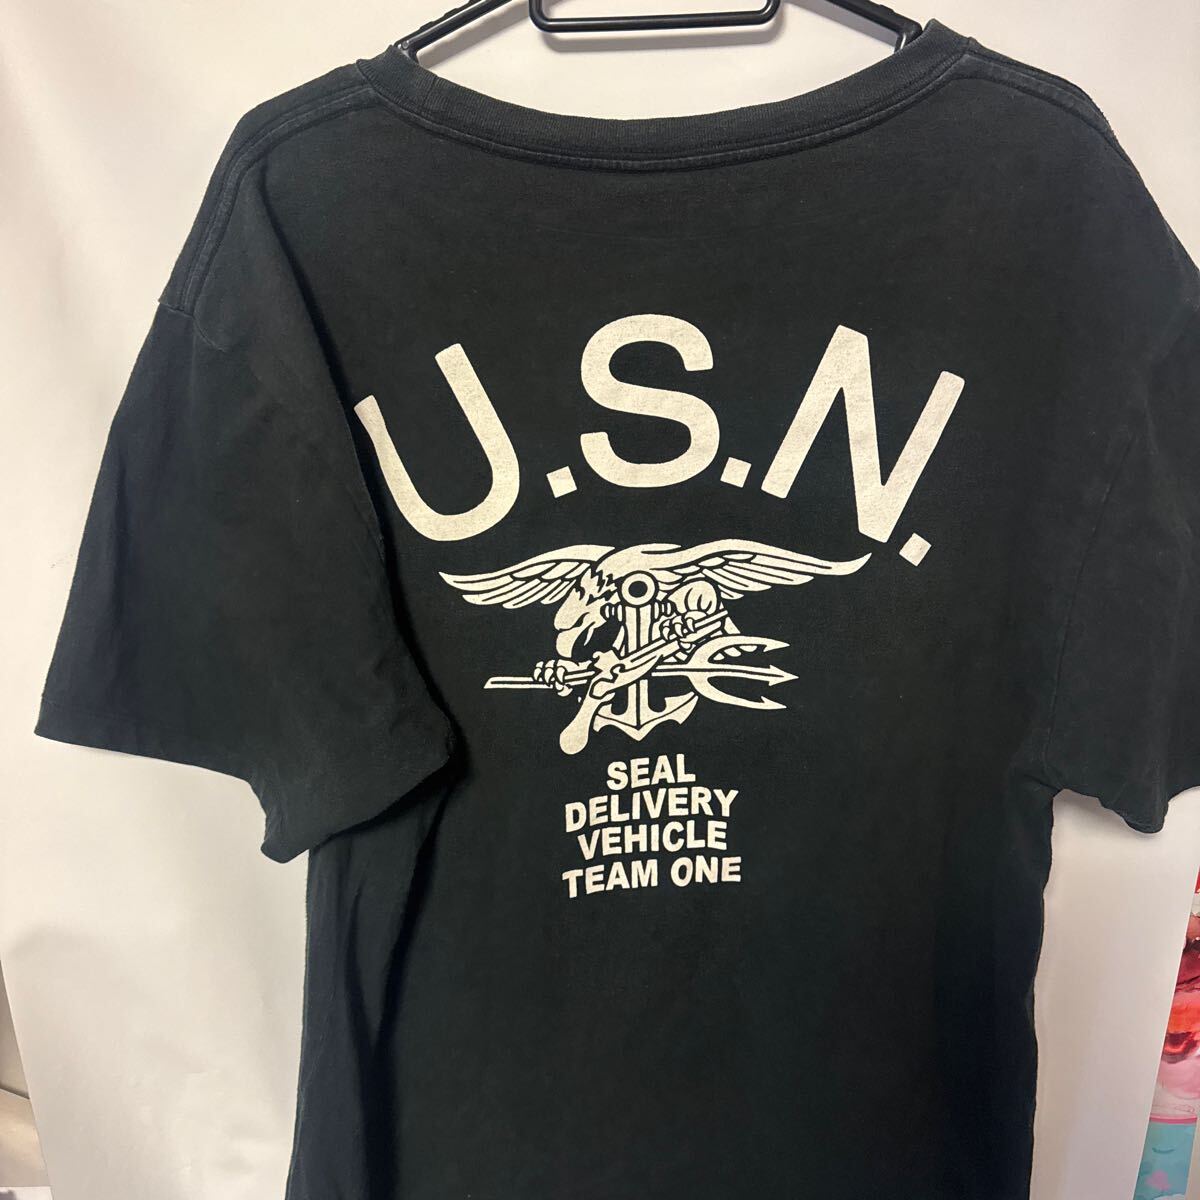 U.S.N.
SEAL
DELIVERY
VEHICLE
TEAM ONE